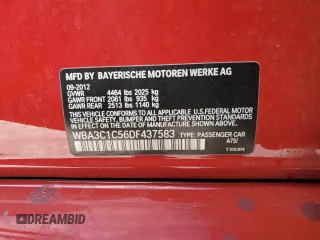 MFD BY BAYERISCHE MOTOREN WERKE AG
09-2012
GVWR 4464 lbs 2025 kg
GAWR FRONT 2061 lbs 935 kg
GAWR REAR 2513 lbs 1140 kg
THIS VEHICLE CONFORMS TO ALL APPLICABLE FEDERAL MOTOR
VEHICLE SAFETY, BUMPER AND THEFT PREVENTION STANDARDS
IN EFFECT ON THE DATE OF MANUFACTURE SHOWN ABOVE.
WBA3C1C56DF437583 TYPE: PASSENGER CAR
A75/
DREAMBID